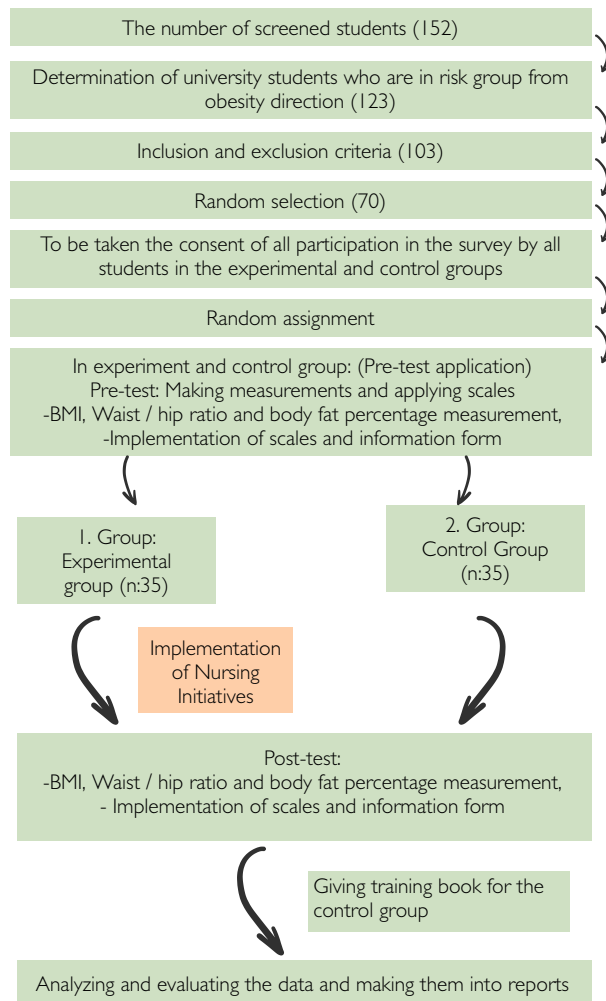 The number of screened students (152)
Determination of university students who are in risk group from
obesity direction (123)
Inclusion and exclusion criteria (103)
Random selection (70)
To be taken the consent of all participation in the survey by all
students in the experimental and control groups
Random assignment
In experiment and control group: (Pre-test application)
Pre-test: Making measurements and applying scales
-BMI, Waist / hip ratio and body fat percentage measurement,
-Implementation of scales and information form
1. Group:
Experimental
group (n:35)
2. Group:
Control Group
(n:35)
Implementation
of Nursing
Initiatives
Post-test:
-BMI, Waist / hip ratio and body fat percentage measurement,
- Implementation of scales and information form
Giving training book for the
control group
Analyzing and evaluating the data and making them into reports